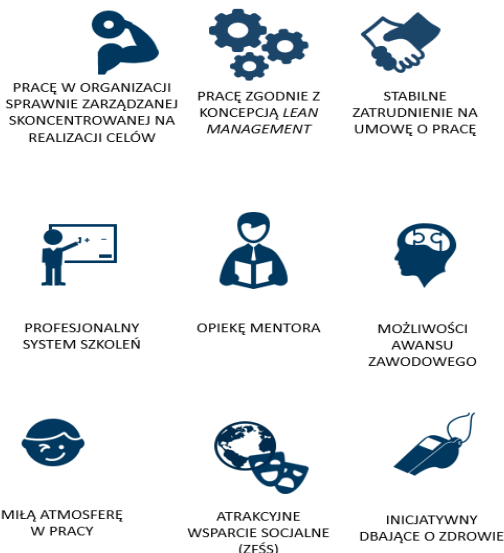 PRACĘ W ORGANIZACJI
SPRAWNIE ZARZĄDZANEJ
SKONCENTROWANEJ NA
REALIZACJI CELÓW
PRACĘ ZGODNIE Z
KONCEPCJĄ LEAN
MANAGEMENT
STABILNE
ZATRUDNIENIE NA
UMOWĘ O PRACĘ
PROFESJONALNY
SYSTEM SZKOLEŃ
OPIEKĘ MENTORA
MOŻLIWOŚCI
AWANSU
ZAWODOWEGO
MIŁĄ ATMOSFERĘ
W PRACY
ATRAKCYJNE
WSPARCIE SOCJALNE
(ZFŚS)
INICJATYWNY
DBAJĄCE O ZDROWIE